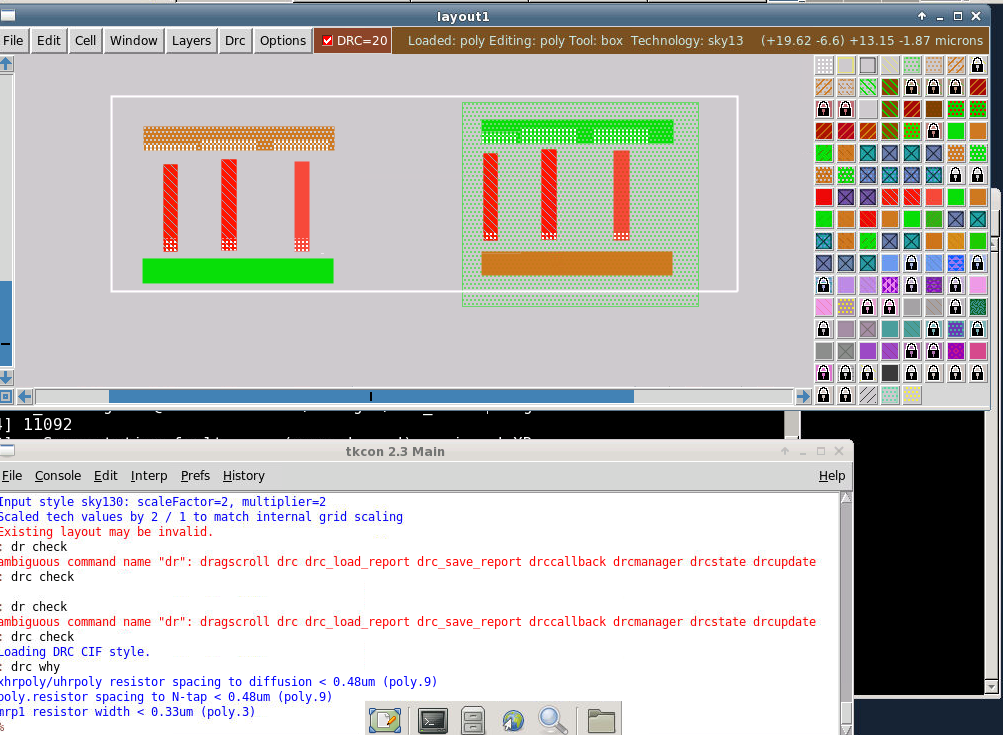 layout1
File Edit Cell Window Layers Drc Options DRC=20 Loaded: poly Editing: poly Tool: box Technology: sky13 (+19.62 -6.6) +13.15 -1.87 microns
] 11092
tkcon 2.3 Main
File Console Edit Interp Prefs History Help
Input style sky130: scaleFactor=2, multiplier=2
Scaled tech values by 2 / 1 to match internal grid scaling
Existing layout may be invalid.
: dr check
ambiguous command name "dr": dragscroll drc drc_load_report drc_save_report drccallback drcmanager drcstate drcupdate
: drc check
: dr check
ambiguous command name "dr": dragscroll drc drc_load_report drc_save_report drccallback drcmanager drcstate drcupdate
: drc check
Loading DRC CIF style.
: drc why
xhrpoly/uhrpoly resistor spacing to diffusion < 0.48um (poly.9)
poly.resistor spacing to N-tap < 0.48um (poly.9)
mrp1 resistor width < 0.33um (poly.3)
%